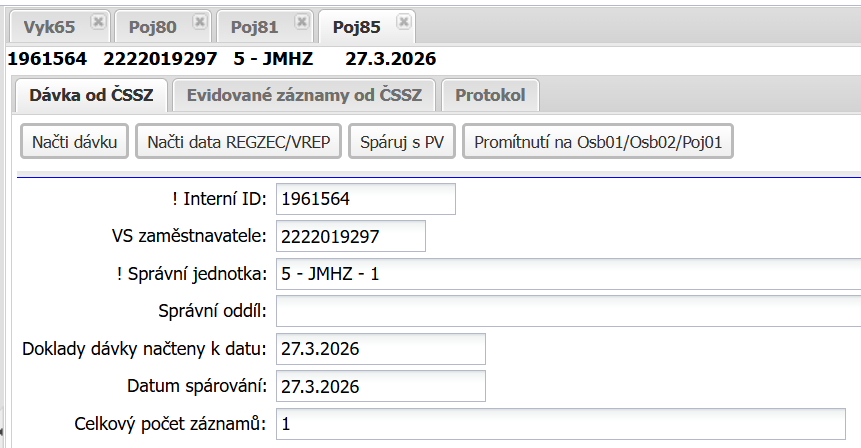 Vyk65 Poj80 Poj81 Poj85
1961564 2222019297 5 - JMHZ 27.3.2026
Dávka od ČSSZ Evidované záznamy od ČSSZ Protokol
Načti dávku Načti data REGZEC/VREP Spáruj s PV Promítnutí na Osb01/Osb02/Poj01
! Interní ID: 1961564
VS zaměstnavatele: 2222019297
! Správní jednotka: 5 - JMHZ - 1
Správní oddíl:
Doklady dávky načteny k datu: 27.3.2026
Datum spárování: 27.3.2026
Celkový počet záznamů: 1